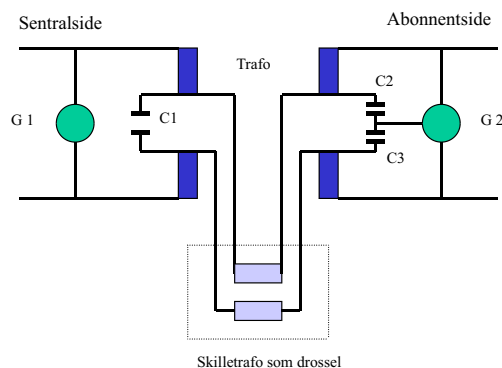 Sentralside
Abonnentside
Trafo
C2
G 1
C1
G 2
C3
Skilletrafo som drossel